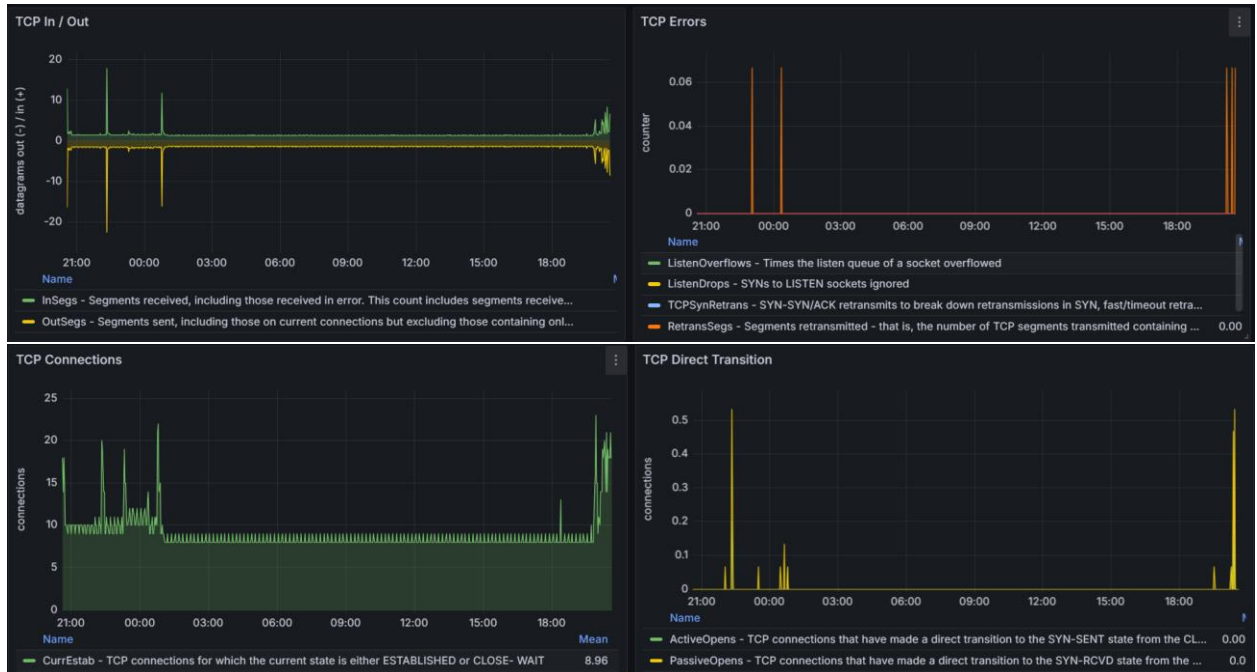 TCP In / Out
datagrams out (-) / in (+)
20
10
0
-10
-20
21:00 00:00 03:00 06:00 09:00 12:00 15:00 18:00
Name
InSegs - Segments received, including those received in error. This count includes segments receive...
OutSegs - Segments sent, including those on current connections but excluding those containing onl...
TCP Errors
counter
0.06
0.04
0.02
0
21:00 00:00 03:00 06:00 09:00 12:00 15:00 18:00
Name
ListenOverflows - Times the listen queue of a socket overflowed
ListenDrops - SYNs to LISTEN sockets ignored
TCPSynRetrans - SYN-SYN/ACK retransmits to break down retransmissions in SYN, fast/timeout retra...
RetransSegs - Segments retransmitted - that is, the number of TCP segments transmitted containing ... 0.00
TCP Connections
connections
25
20
15
10
5
0
21:00 00:00 03:00 06:00 09:00 12:00 15:00 18:00
Name Mean
CurrEstab - TCP connections for which the current state is either ESTABLISHED or CLOSE- WAIT 8.96
TCP Direct Transition
connections
0.5
0.4
0.3
0.2
0.1
0
21:00 00:00 03:00 06:00 09:00 12:00 15:00 18:00
Name
ActiveOpens - TCP connections that have made a direct transition to the SYN-SENT state from the CL... 0.00
PassiveOpens - TCP connections that have made a direct transition to the SYN-RCVD state from the ... 0.0